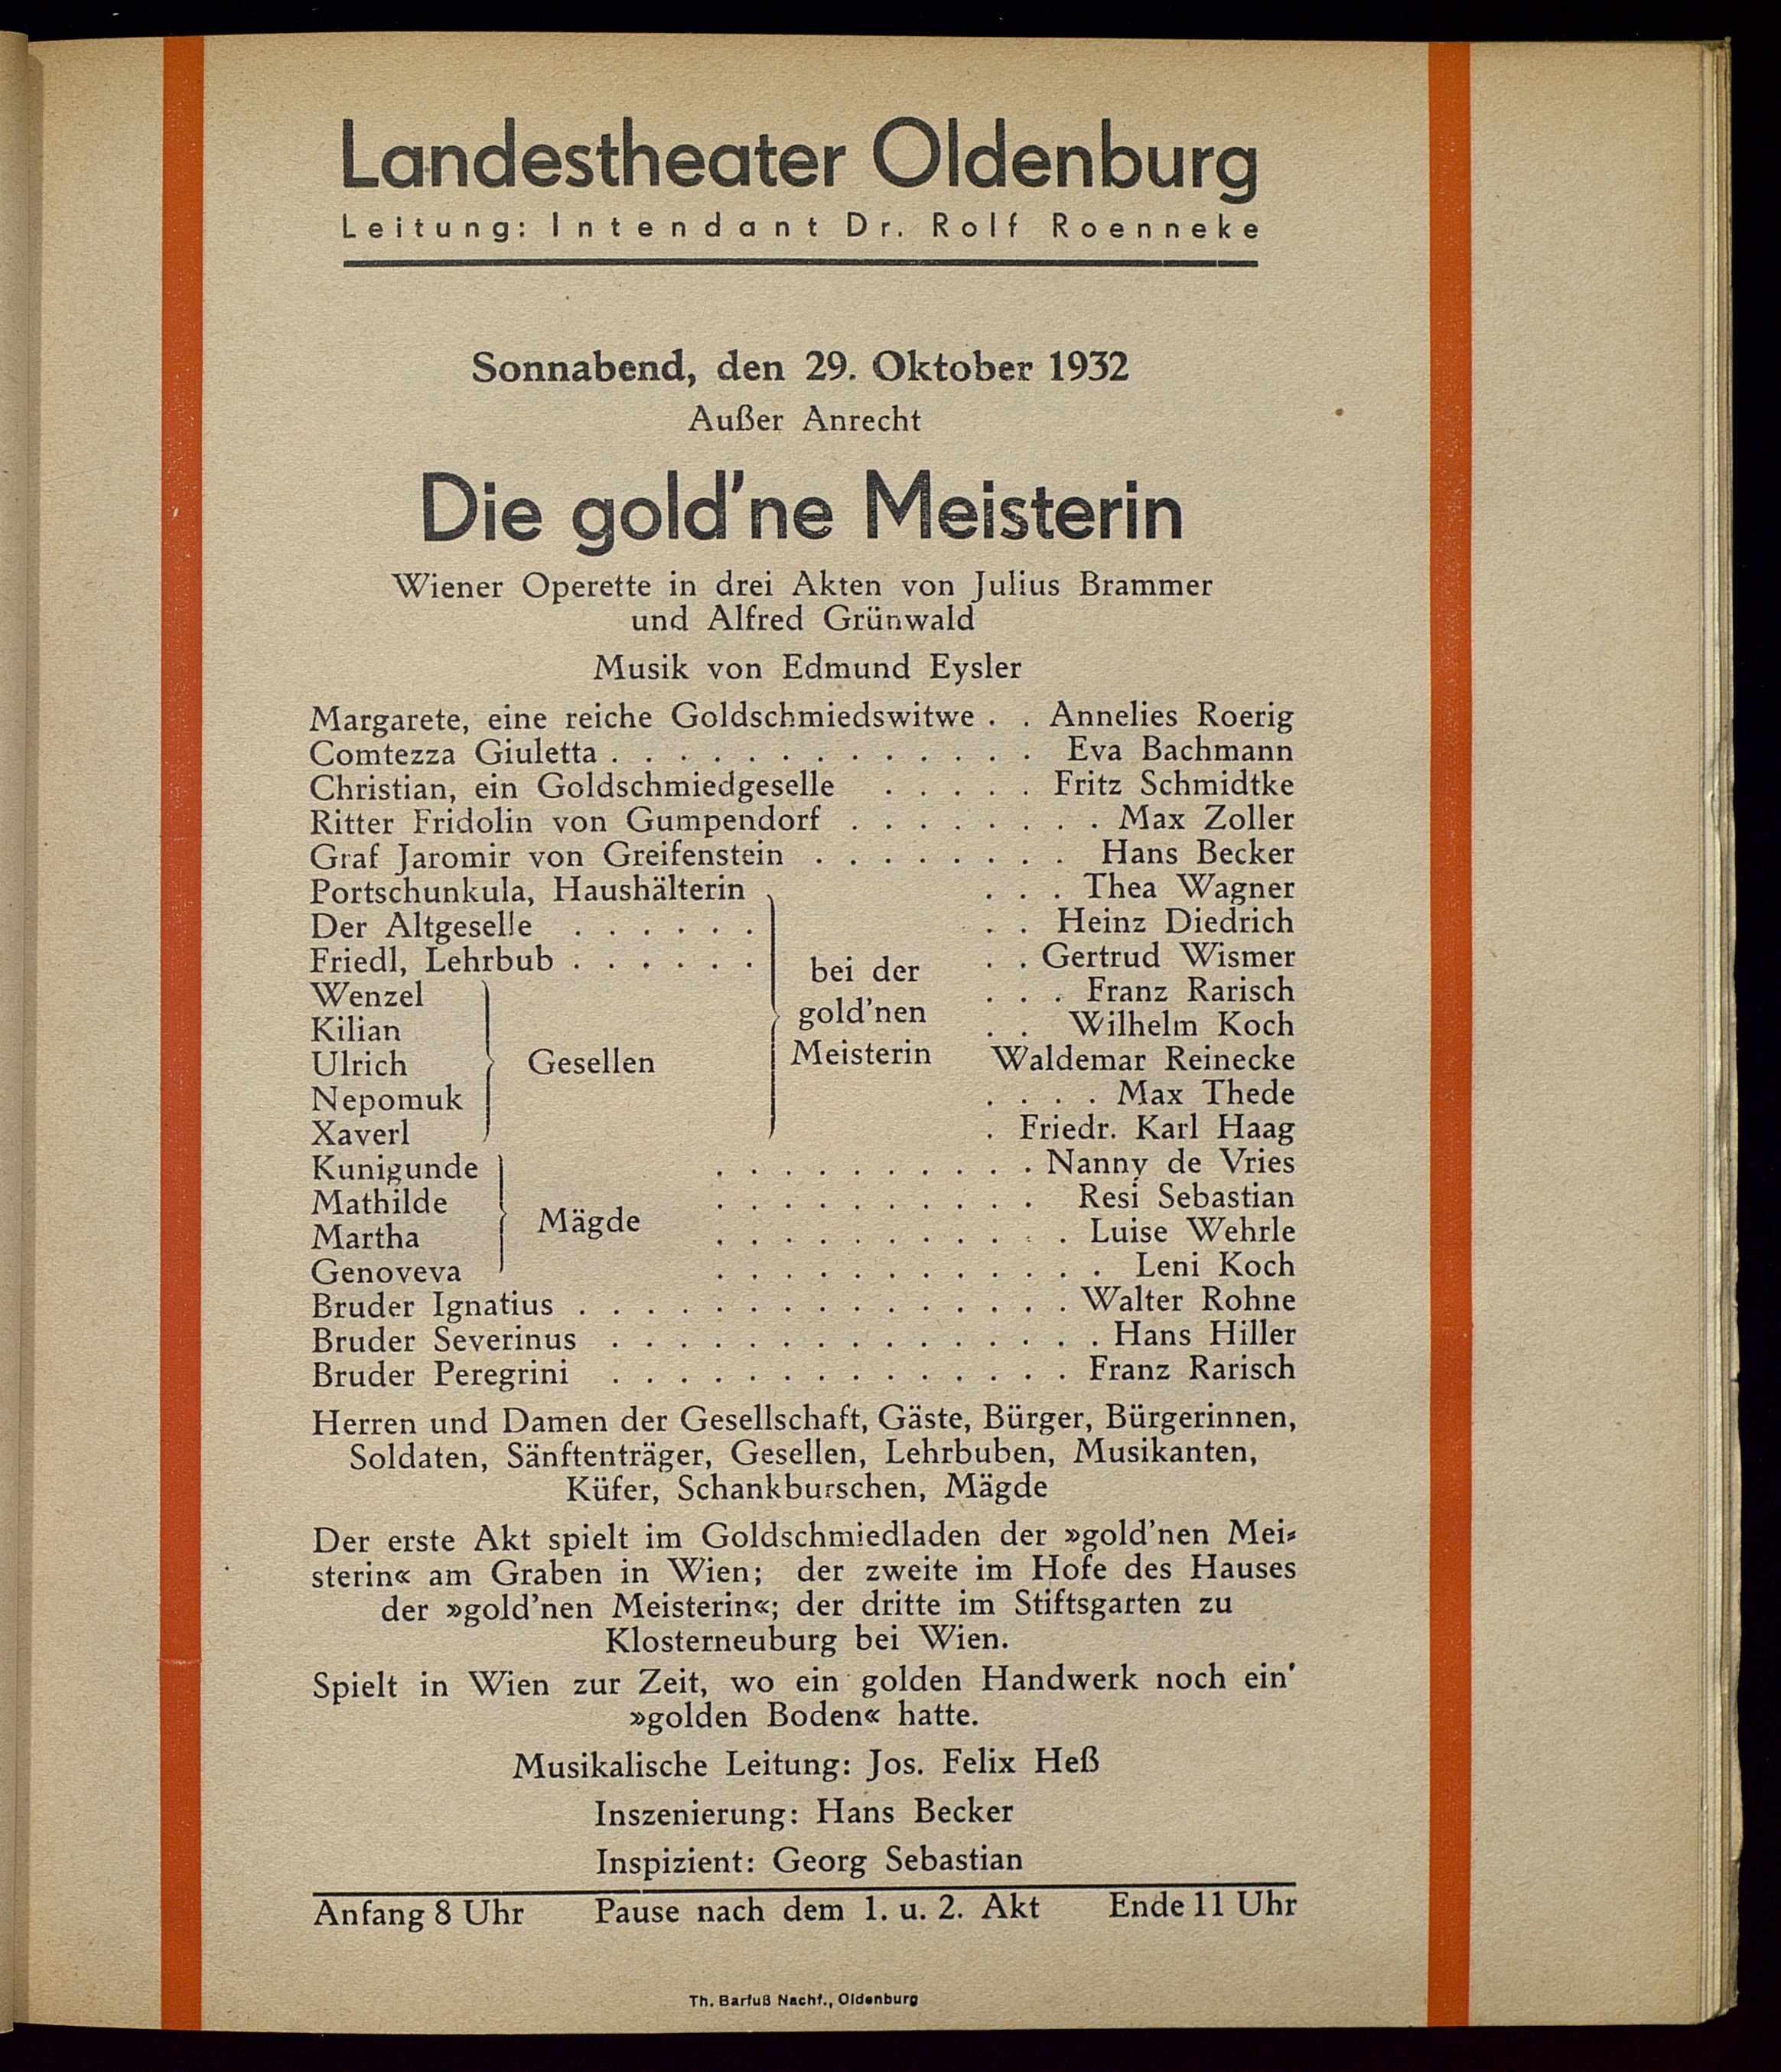 Landestheater Oldenburg
Leitung: Intendant Dr. Rolf Roenneke
Sonnabend, den 29. Oktober 1932
Außer Anrecht
Die gold'ne Meisterin
Wiener Operette in drei Akten von Julius Brammer
und Alfred Grünwald
Musik von Edmund Eysler
Margarete, eine reiche Goldschmiedswitwe . . Annelies Roerig
Comtezza Giuletta . . . . . . . . . . . . . Eva Bachmann
Christian, ein Goldschmiedgeselle . . . . . Fritz Schmidtke
Ritter Fridolin von Gumpendorf . . . . . . . . Max Zoller
Graf Jaromir von Greifenstein . . . . . . . . Hans Becker
Portschunkula, Haushälterin . . . Thea Wagner
Der Altgeselle . . . . . . . . Heinz Diedrich
Friedl, Lehrbub . . . . . . bei der . . Gertrud Wismer
Wenzel . . . Franz Rarisch
Kilian gold'nen . . Wilhelm Koch
Ulrich Gesellen Meisterin Waldemar Reinecke
Nepomuk . . . . Max Thede
Xaverl . Friedr. Karl Haag
Kunigunde . . . . . . . . . . Nanny de Vries
Mathilde . . . . . . . . . . Resi Sebastian
Martha Mägde . . . . . . . . . . . Luise Wehrle
Genoveva . . . . . . . . . . . . Leni Koch
Bruder Ignatius . . . . . . . . . . . . . . . Walter Rohne
Bruder Severinus . . . . . . . . . . . . . . . Hans Hiller
Bruder Peregrini . . . . . . . . . . . . . . Franz Rarisch
Herren und Damen der Gesellschaft, Gäste, Bürger, Bürgerinnen,
Soldaten, Sänftenträger, Gesellen, Lehrbuben, Musikanten,
Küfer, Schankburschen, Mägde
Der erste Akt spielt im Goldschmiedladen der »gold'nen Mei-
sterin« am Graben in Wien; der zweite im Hofe des Hauses
der »gold'nen Meisterin«; der dritte im Stiftsgarten zu
Klosterneuburg bei Wien.
Spielt in Wien zur Zeit, wo ein golden Handwerk noch ein'
»golden Boden« hatte.
Musikalische Leitung: Jos. Felix Heß
Inszenierung: Hans Becker
Inspizient: Georg Sebastian
Anfang 8 Uhr Pause nach dem 1. u. 2. Akt Ende 11 Uhr
Th. Barfuß Nachf., Oldenburg